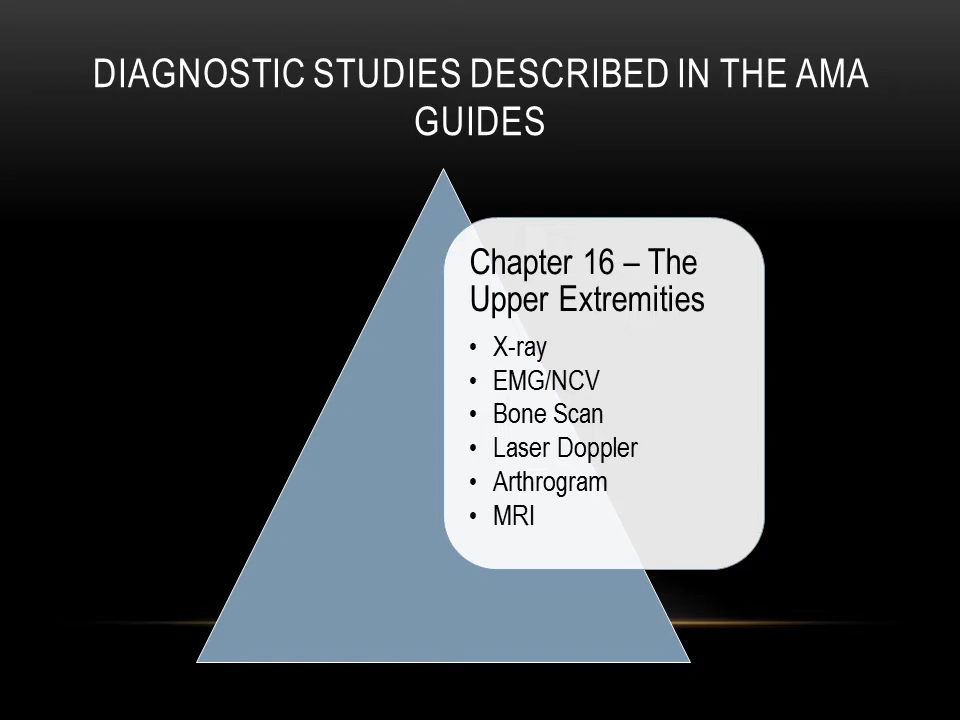 DIAGNOSTIC STUDIES DESCRIBED IN THE AMA
GUIDES
Chapter 16 – The
Upper Extremities
• X-ray
• EMG/NCV
• Bone Scan
• Laser Doppler
• Arthrogram
• MRI